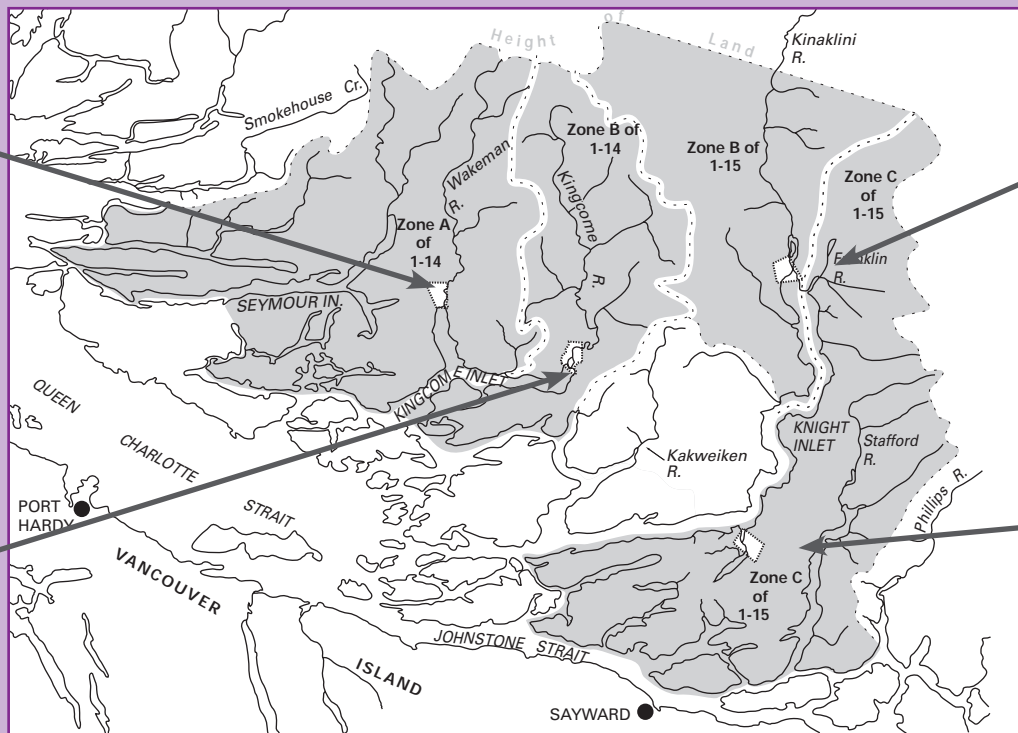 Height of Land
Kinaklini
R.
Smokehouse Cr.
Zone B of
1-14
Zone B of
1-15
Wakeman
R.
Kingcome
R.
Zone C
of
1-15
Zone A
of
1-14
Franklin
R.
SEYMOUR IN.
KINGCOME INLET
QUEEN
CHARLOTTE
STRAIT
KNIGHT
INLET
Stafford
R.
Kakweiken
R.
Phillips R.
PORT
HARDY
VANCOUVER
ISLAND
Zone C
of
1-15
JOHNSTONE STRAIT
SAYWARD